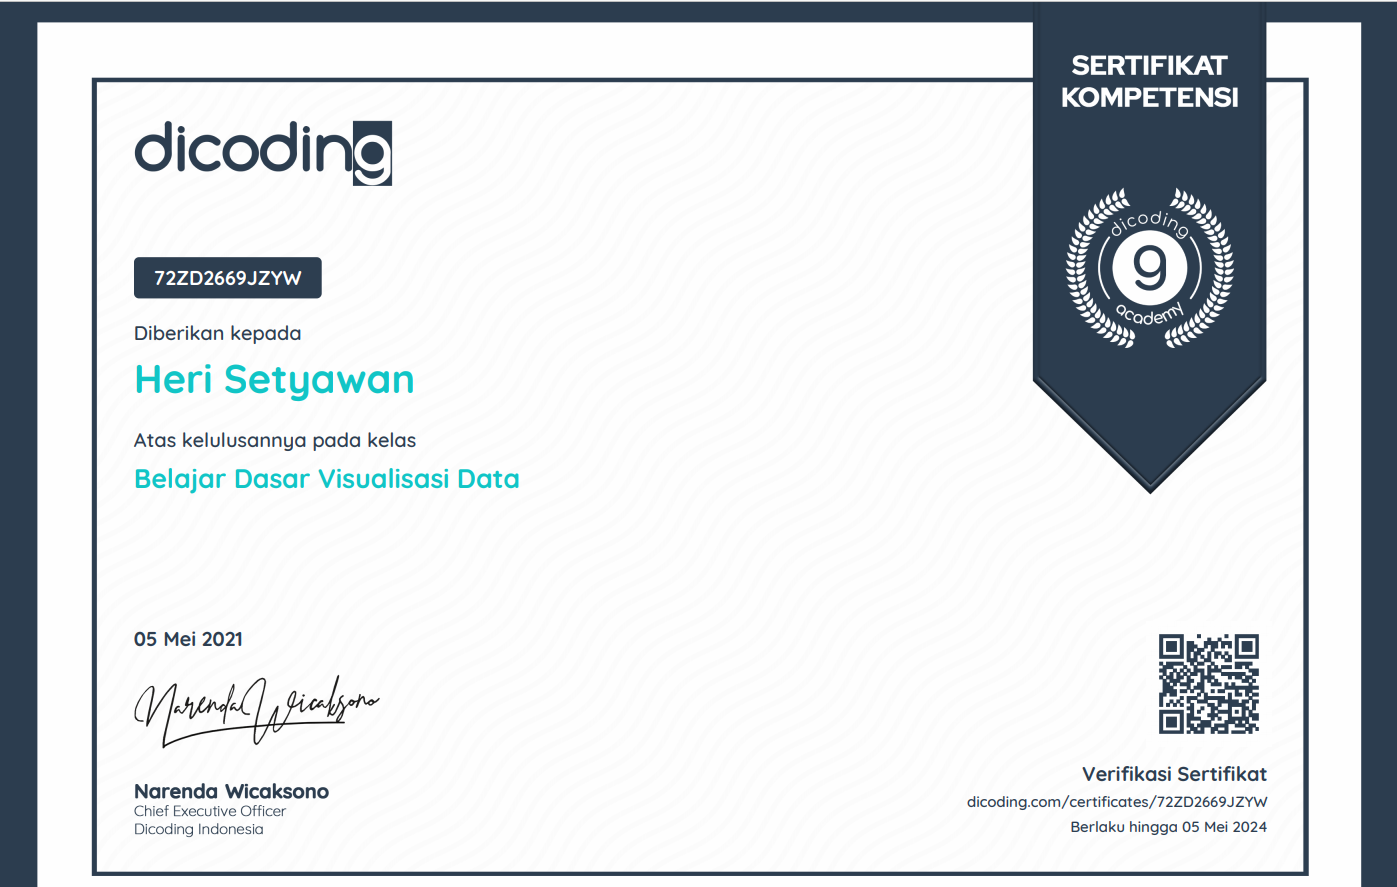 SERTIFIKAT
KOMPETENSI
dicoding
dicoding
9
academy
72ZD2669JZYW
Diberikan kepada
Heri Setyawan
Atas kelulusannya pada kelas
Belajar Dasar Visualisasi Data
05 Mei 2021
Narenda Wicaksono
Narenda Wicaksono
Chief Executive Officer
Dicoding Indonesia
Verifikasi Sertifikat
dicoding.com/certificates/72ZD2669JZYW
Berlaku hingga 05 Mei 2024